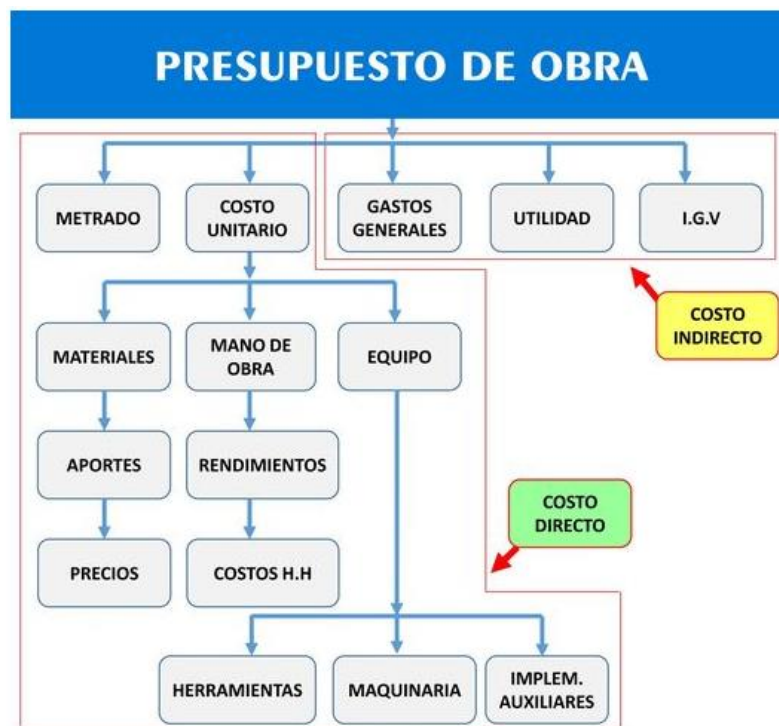 PRESUPUESTO DE OBRA
METRADO
COSTO
UNITARIO
GASTOS
GENERALES
UTILIDAD
I.G.V
COSTO
INDIRECTO
MATERIALES
MANO DE
OBRA
EQUIPO
APORTES
RENDIMIENTOS
COSTO
DIRECTO
PRECIOS
COSTOS H.H
HERRAMIENTAS
MAQUINARIA
IMPLEM.
AUXILIARES